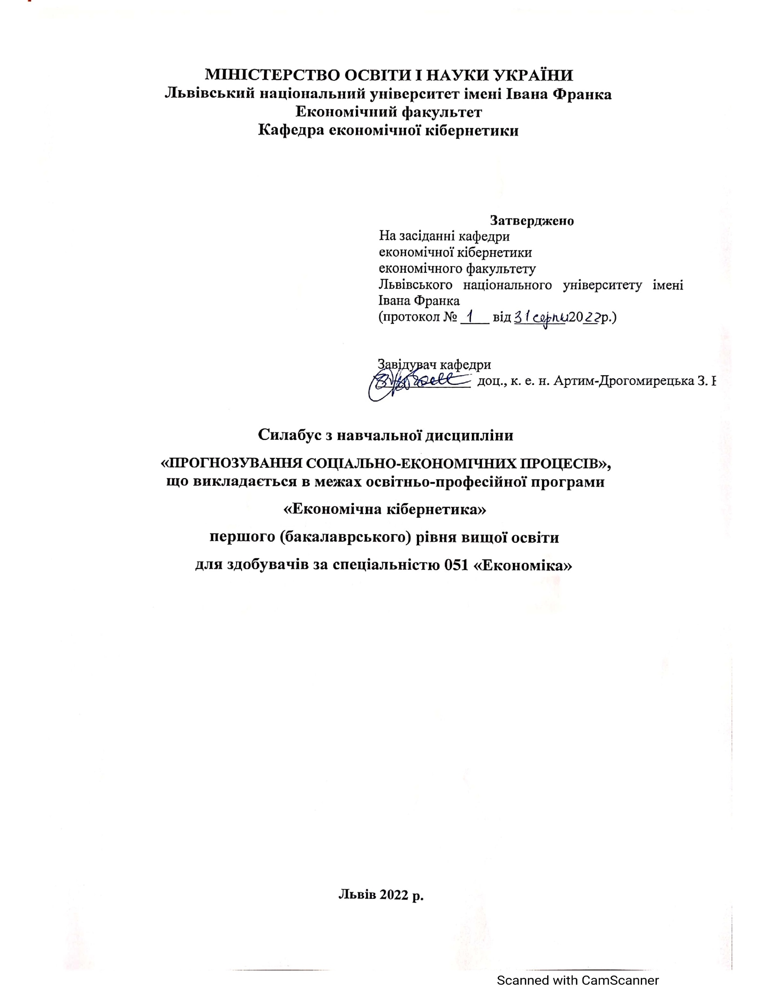 МІНІСТЕРСТВО ОСВІТИ І НАУКИ УКРАЇНИ
Львівський національний університет імені Івана Франка
Економічний факультет
Кафедра економічної кібернетики
Затверджено
На засіданні кафедри
економічної кібернетики
економічного факультету
Львівського національного університету імені
Івана Франка
(протокол № 1 від 31 серпня 2022р.)
Завідувач кафедри
доц., к. е. н. Артим-Дрогомирецька З. Б
Силабус з навчальної дисципліни
«ПРОГНОЗУВАННЯ СОЦІАЛЬНО-ЕКОНОМІЧНИХ ПРОЦЕСІВ»,
що викладається в межах освітньо-професійної програми
«Економічна кібернетика»
першого (бакалаврського) рівня вищої освіти
для здобувачів за спеціальністю 051 «Економіка»
Львів 2022 р.
Scanned with CamScanner